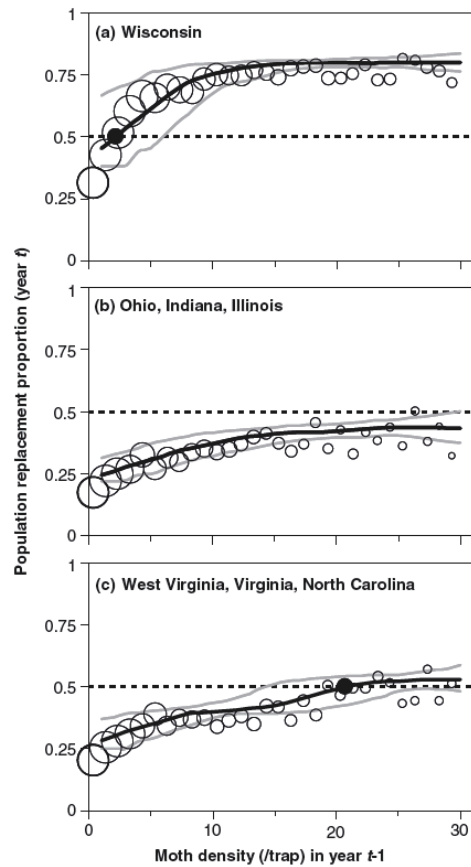 1
(a) Wisconsin
0.75
0.5
0.25
0
1
(b) Ohio, Indiana, Illinois
0.75
0.5
0.25
0
1
(c) West Virginia, Virginia, North Carolina
0.75
0.5
0.25
0
0 10 20 30
Population replacement proportion (year t)
Moth density (/trap) in year t-1